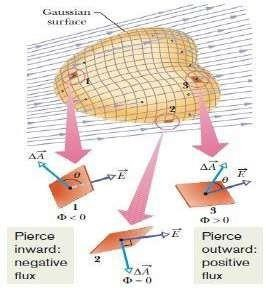 Gaussian
surface
1
3
2
ΔA
θ
E
1
Φ < 0
Pierce
inward:
negative
flux
2
E
ΔA
Φ = 0
ΔA
θ
E
3
Φ > 0
Pierce
outward:
positive
flux